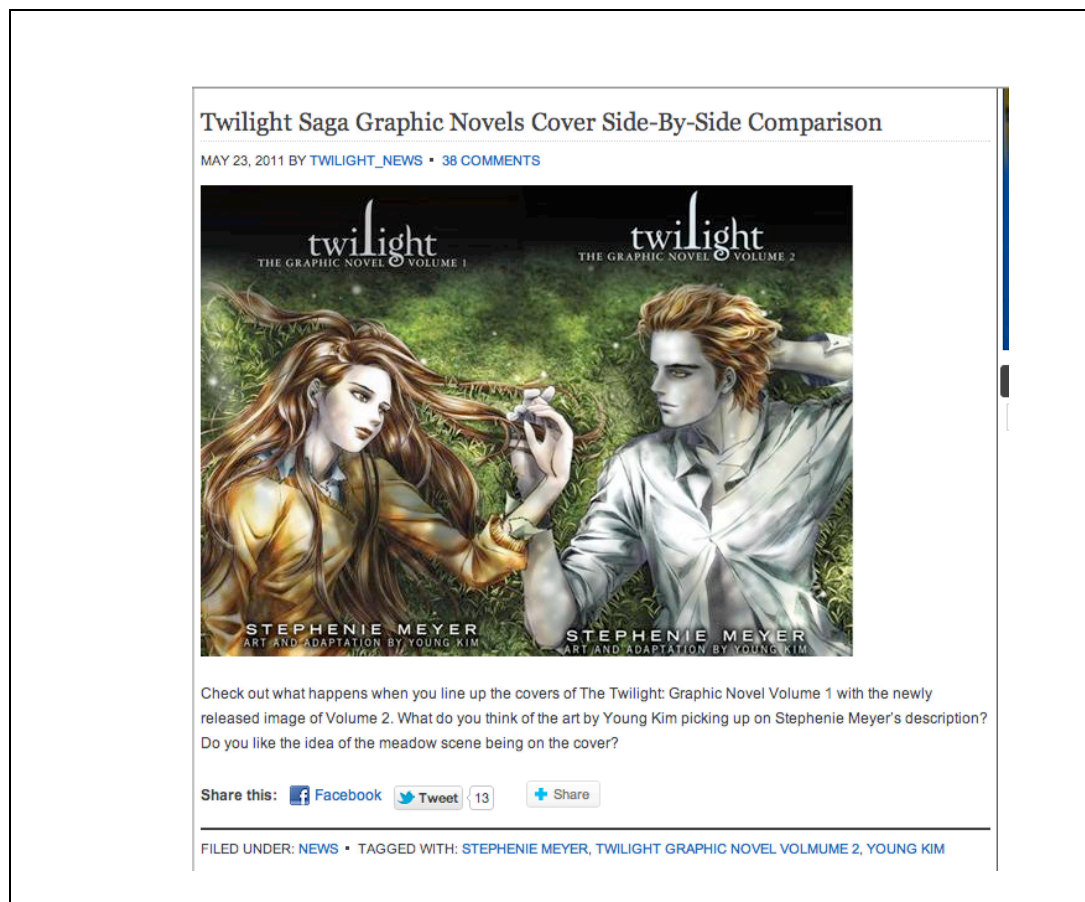 Twilight Saga Graphic Novels Cover Side-By-Side Comparison
MAY 23, 2011 BY TWILIGHT_NEWS ▪ 38 COMMENTS
twilight
THE GRAPHIC NOVEL VOLUME 1
twilight
THE GRAPHIC NOVEL VOLUME 2
STEPHENIE MEYER
ART AND ADAPTATION BY YOUNG KIM
STEPHENIE MEYER
ART AND ADAPTATION BY YOUNG KIM
Check out what happens when you line up the covers of The Twilight: Graphic Novel Volume 1 with the newly
released image of Volume 2. What do you think of the art by Young Kim picking up on Stephenie Meyer's description?
Do you like the idea of the meadow scene being on the cover?
Share this: Facebook Tweet 13 Share
FILED UNDER: NEWS ▪ TAGGED WITH: STEPHENIE MEYER, TWILIGHT GRAPHIC NOVEL VOLMUME 2, YOUNG KIM